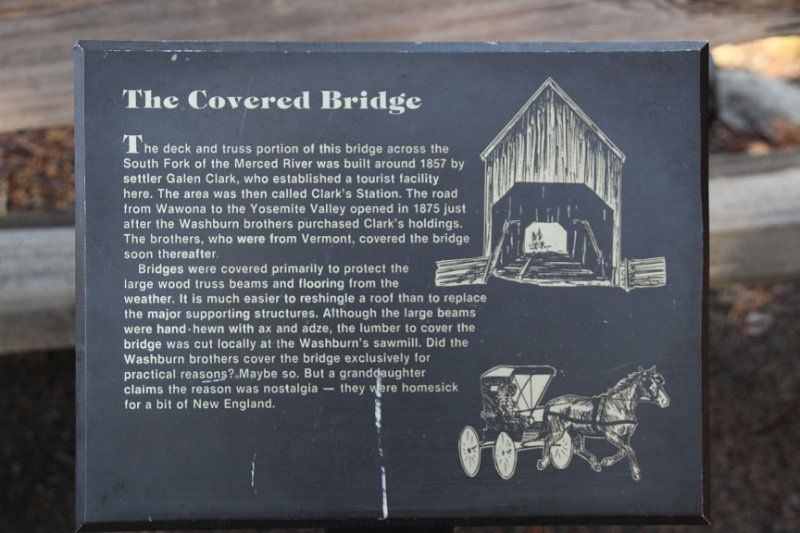 The Covered Bridge
The deck and truss portion of this bridge across the
South Fork of the Merced River was built around 1857 by
settler Galen Clark, who established a tourist facility
here. The area was then called Clark's Station. The road
from Wawona to the Yosemite Valley opened in 1875 just
after the Washburn brothers purchased Clark's holdings.
The brothers, who were from Vermont, covered the bridge
soon thereafter.
Bridges were covered primarily to protect the
large wood truss beams and flooring from the
weather. It is much easier to reshingle a roof than to replace
the major supporting structures. Although the large beams
were hand-hewn with ax and adze, the lumber to cover the
bridge was cut locally at the Washburn's sawmill. Did the
Washburn brothers cover the bridge exclusively for
practical reasons? Maybe so. But a granddaughter
claims the reason was nostalgia — they were homesick
for a bit of New England.